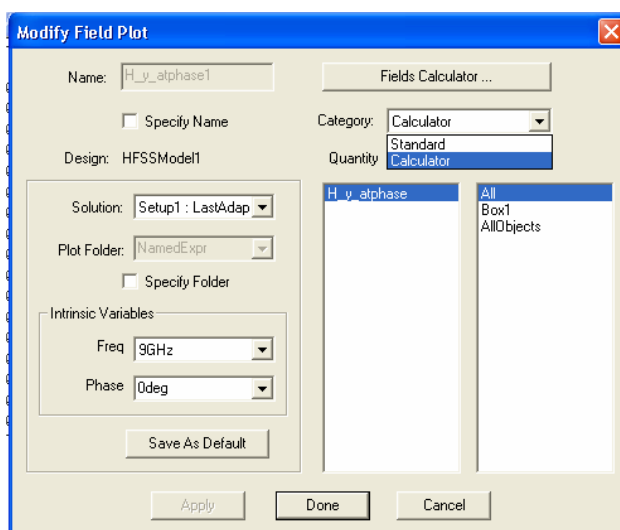 Modify Field Plot
Name: H_y_atphase1
Fields Calculator ...
Specify Name
Category: Calculator
Standard
Calculator
Design: HFSSModel1
Quantity
Solution: Setup1 : LastAdap
Plot Folder: NamedExpr
Specify Folder
Intrinsic Variables
Freq 9GHz
Phase 0deg
Save As Default
H_y_atphase
All
Box1
AllObjects
Apply
Done
Cancel